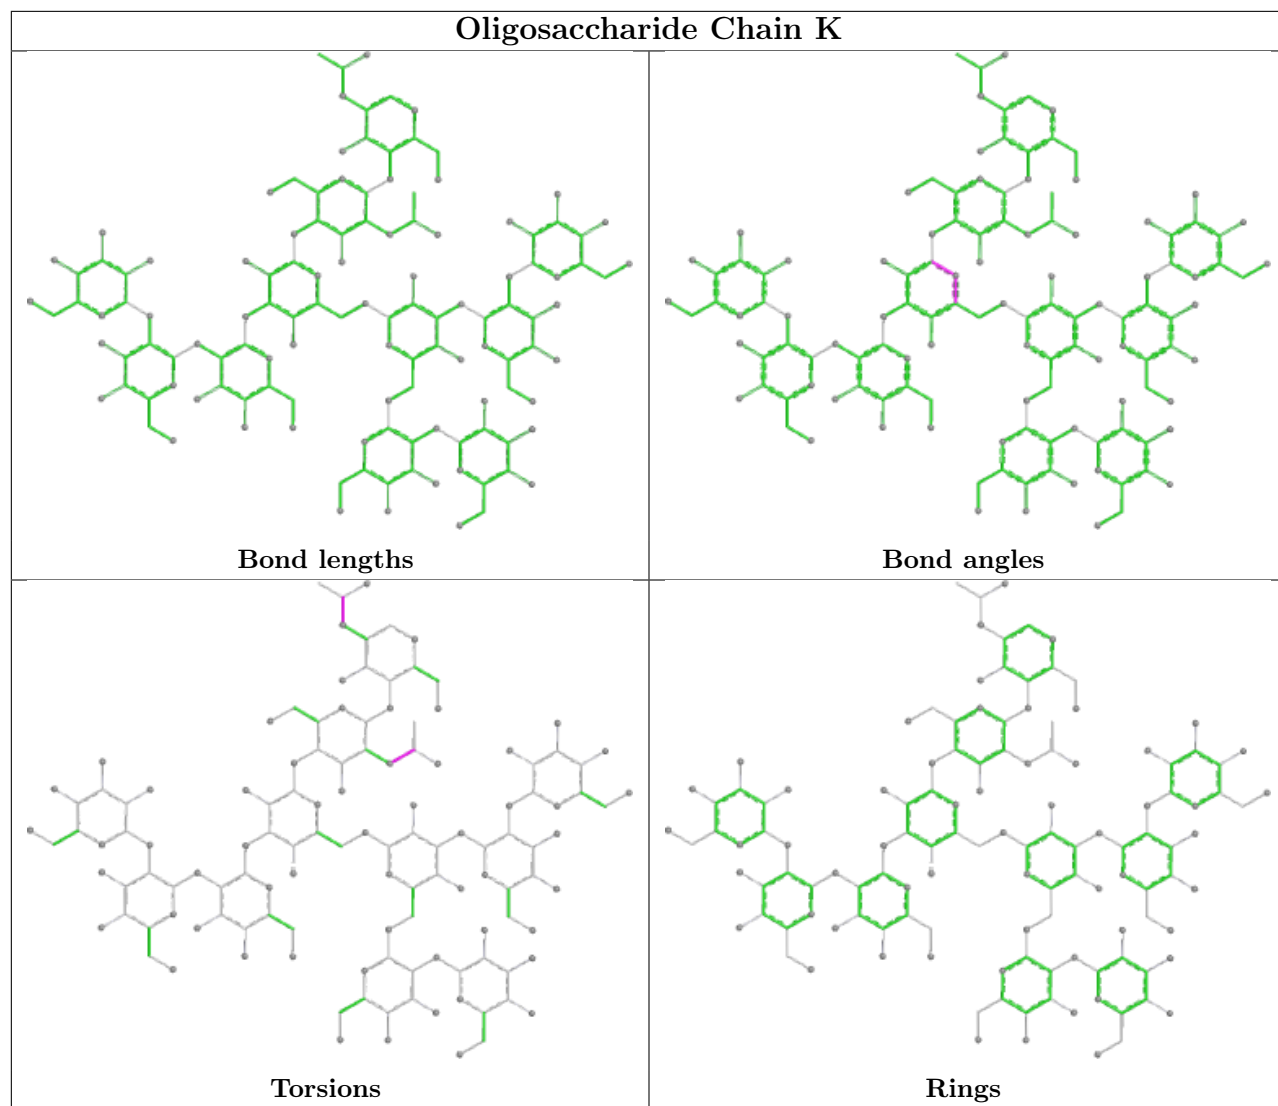 Oligosaccharide Chain K
Bond lengths
Bond angles
Torsions
Rings